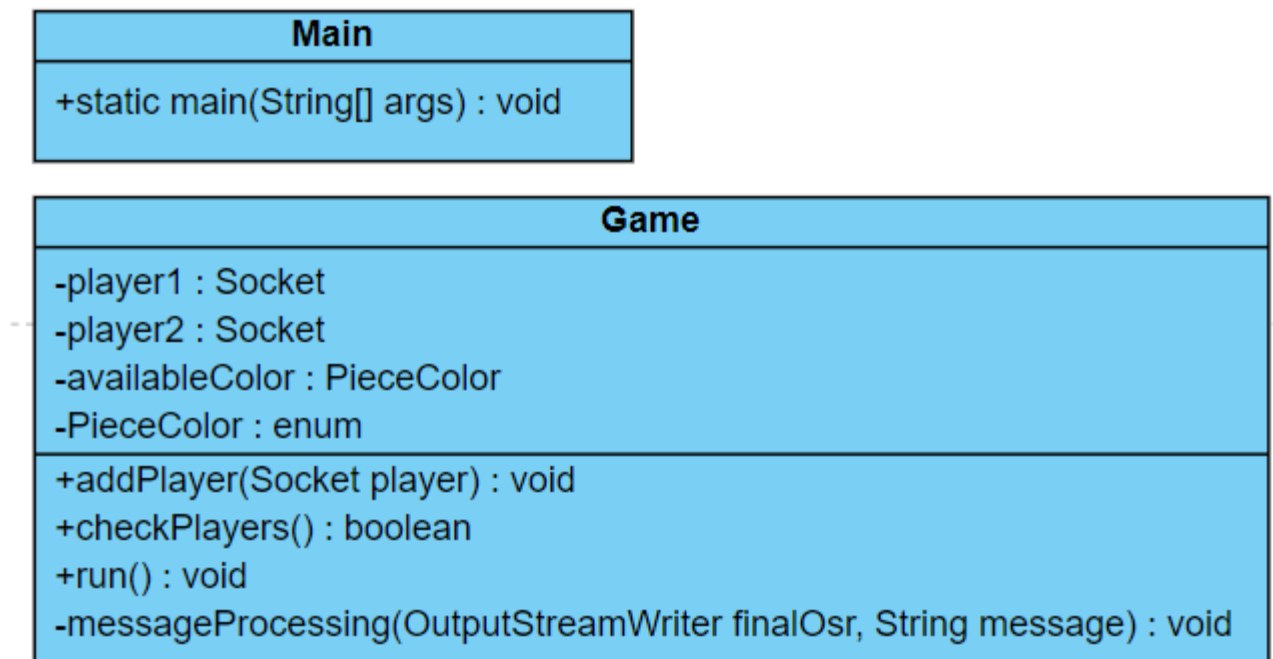 Main
+static main(String[] args) : void
Game
-player1 : Socket
-player2 : Socket
-availableColor : PieceColor
-PieceColor : enum
+addPlayer(Socket player) : void
+checkPlayers() : boolean
+run() : void
-messageProcessing(OutputStreamWriter finalOsr, String message) : void